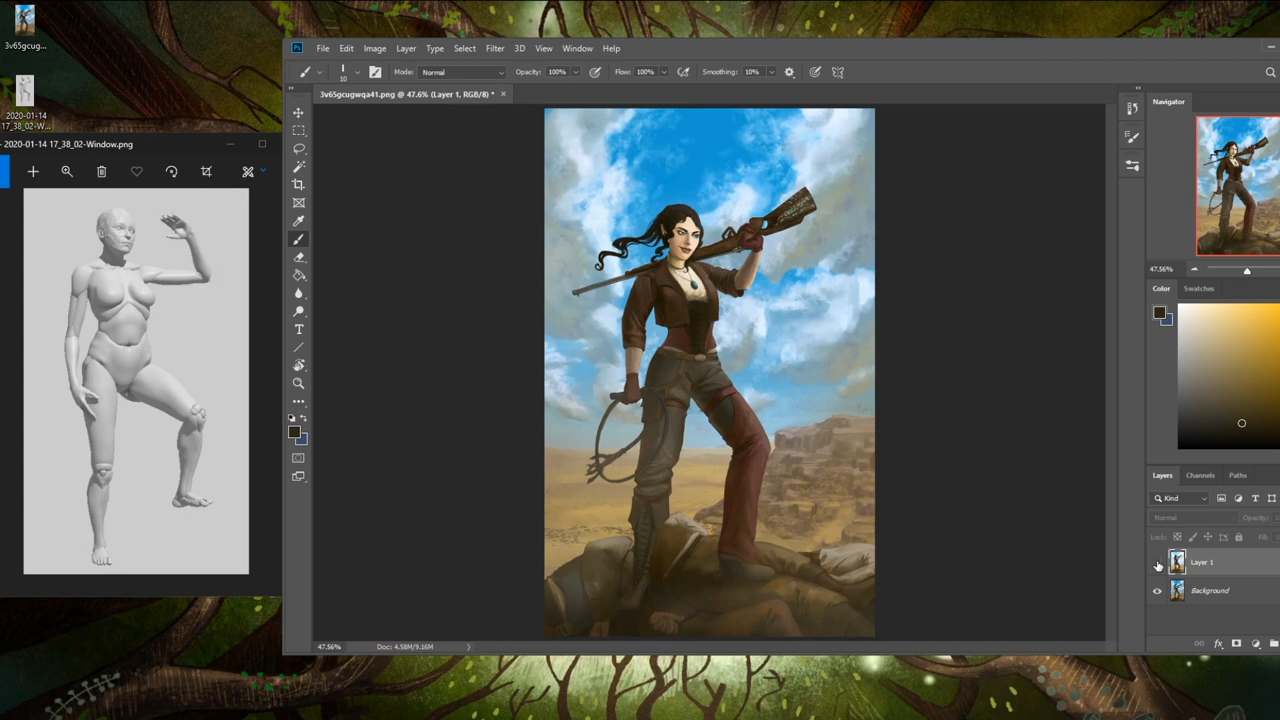 3v65gcug...
2020-01-14
17_38_02-W...
2020-01-14 17_38_02-Window.png
Ps File Edit Image Layer Type Select Filter 3D View Window Help
10 Mode: Normal Opacity: 100% Flow: 100% Smoothing: 10%
3v65gcugwqa41.png @ 47.6% (Layer 1, RGB/8) *
Navigator
47.56%
Color Swatches
Layers Channels Paths
Kind
Normal Opacity:
Lock: Fill:
Layer 1
Background
fx
47.56% Doc: 4.58M/9.16M